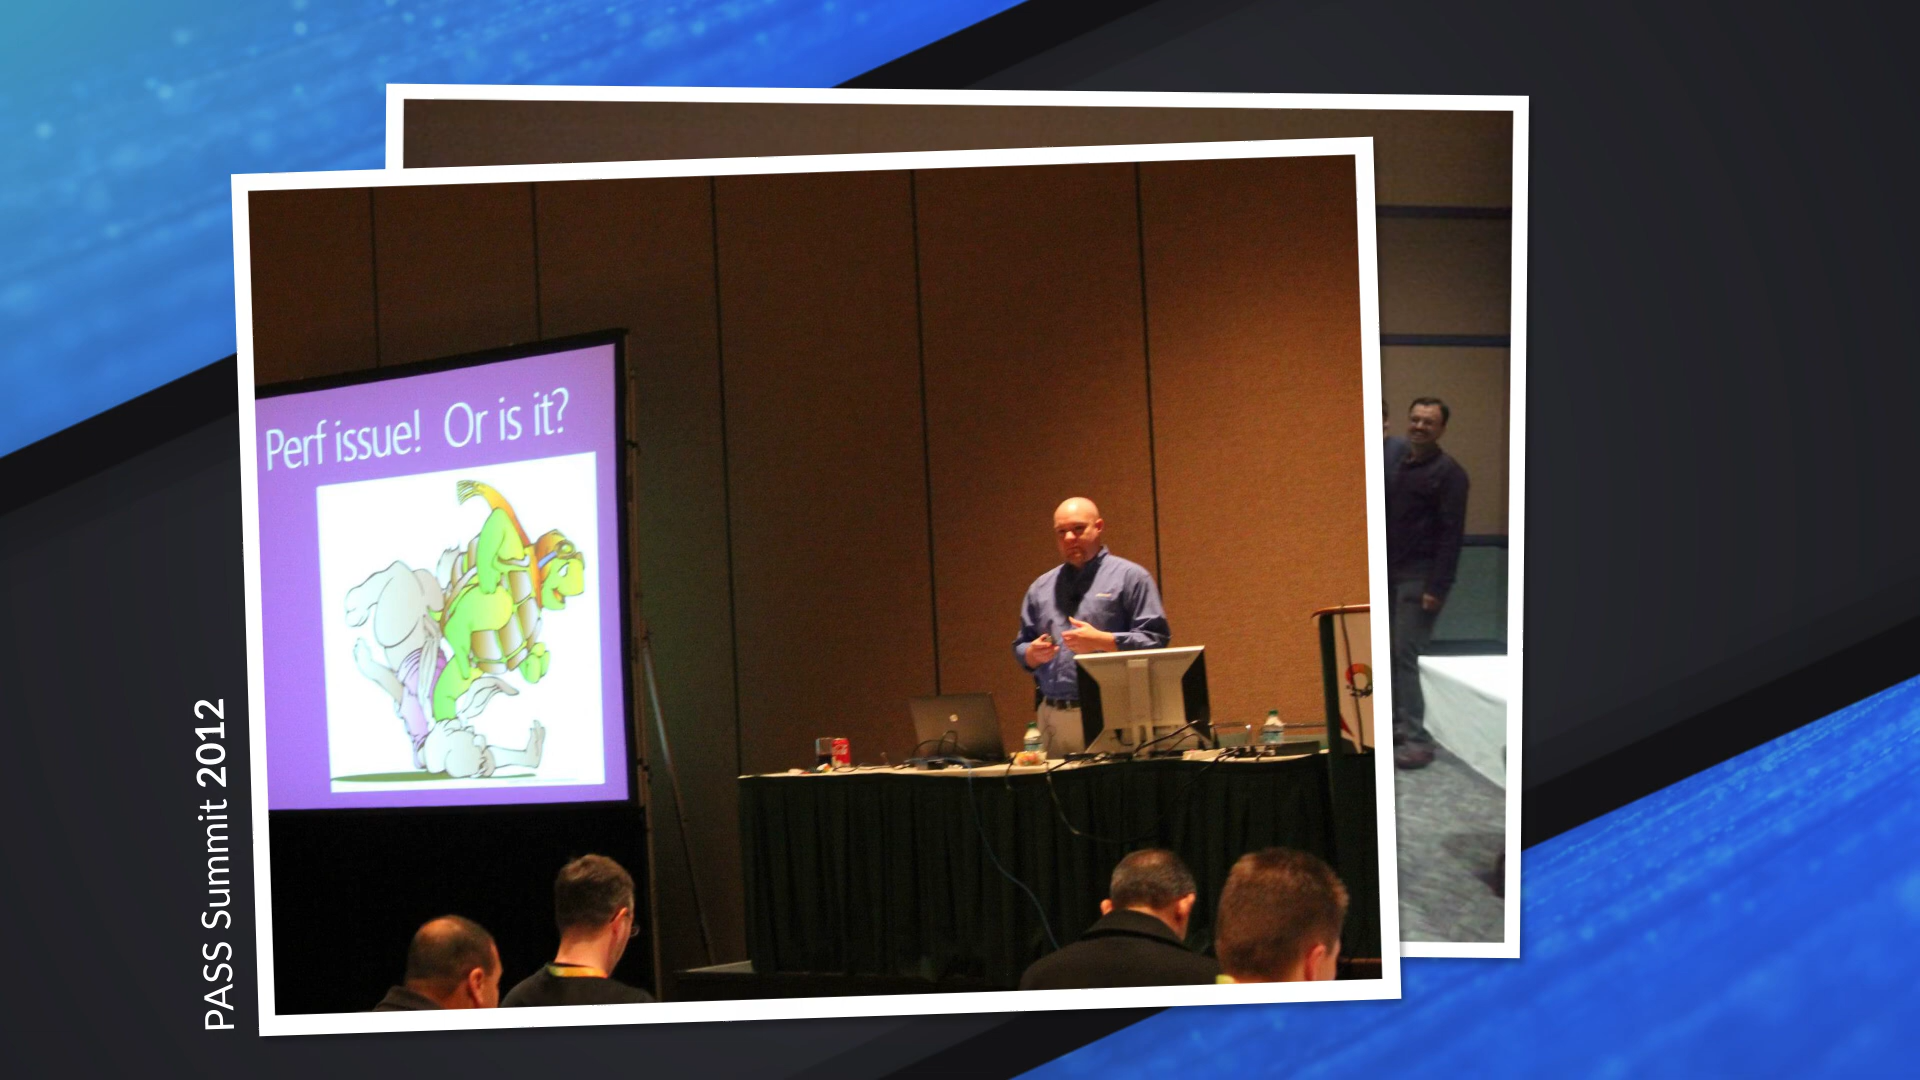 Perf issue! Or is it?
PASS Summit 2012